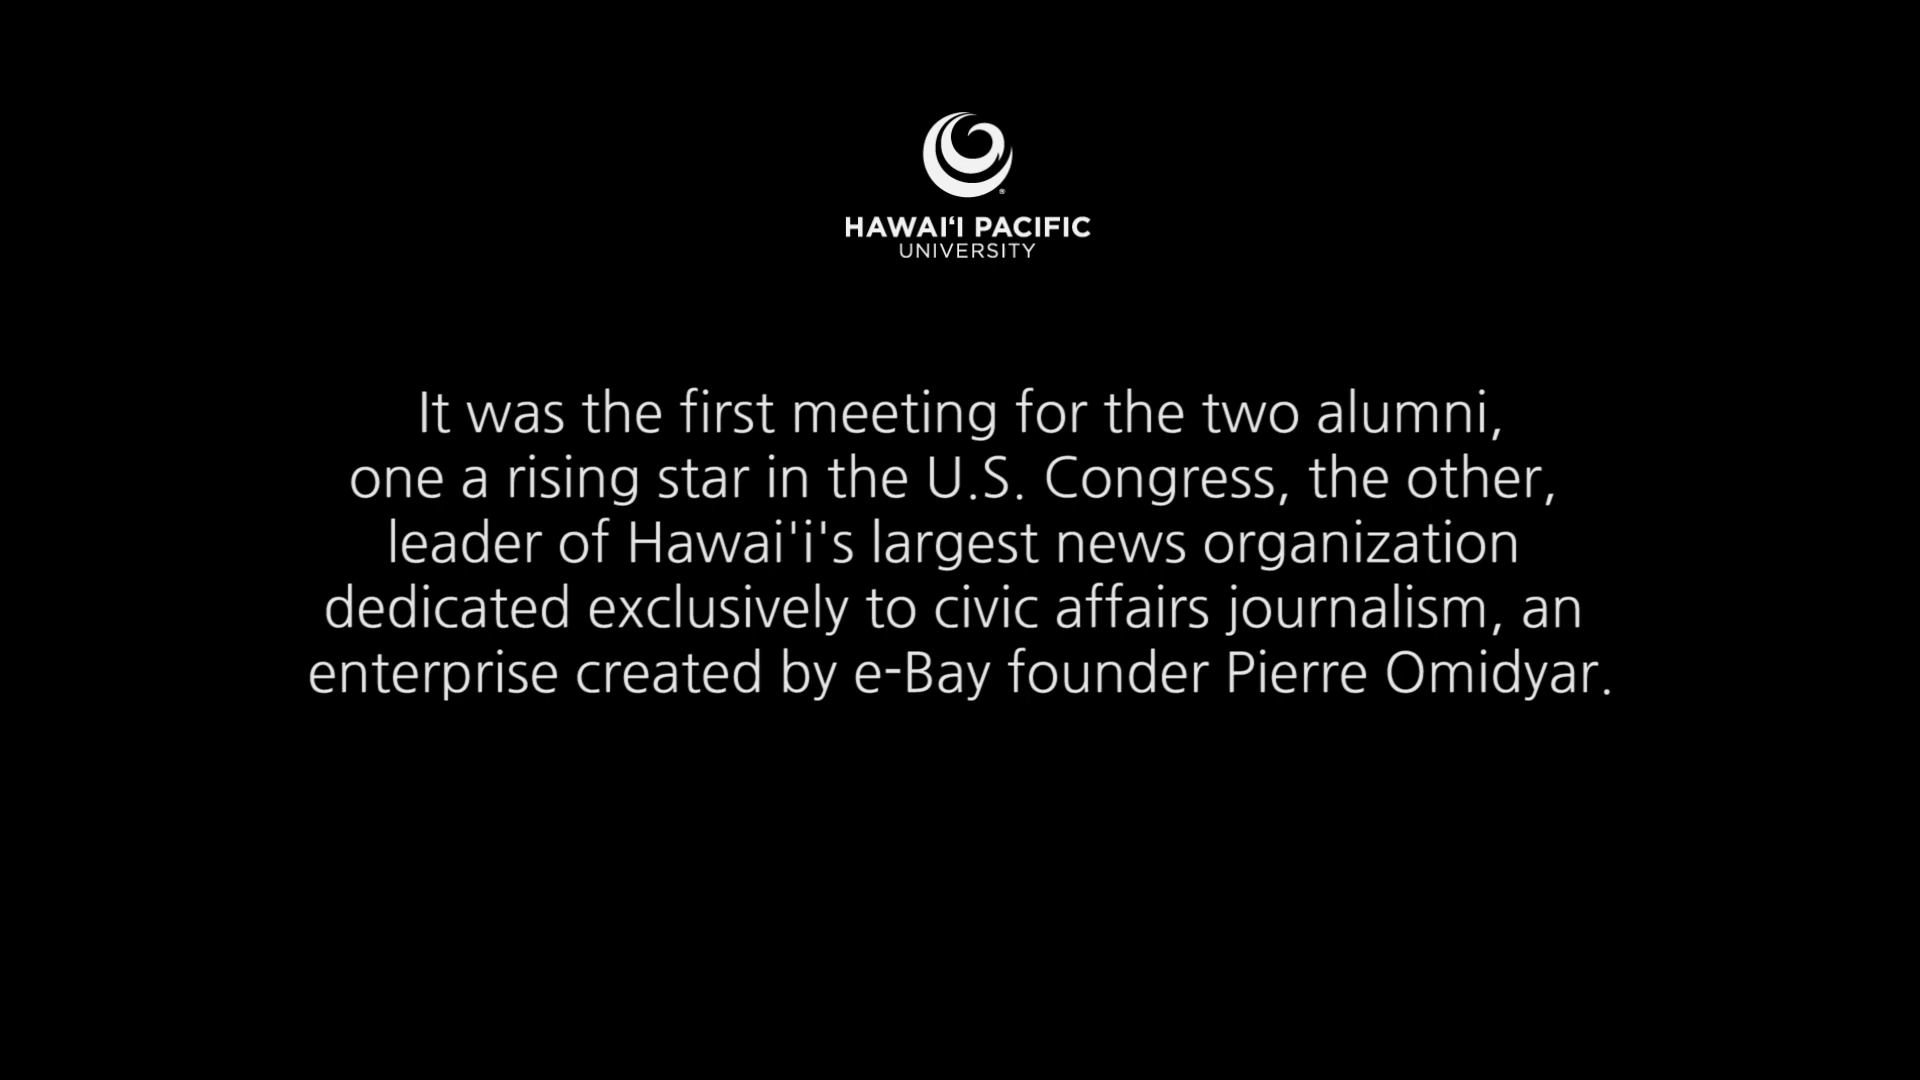 HAWAI‘I PACIFIC
UNIVERSITY
It was the first meeting for the two alumni,
one a rising star in the U.S. Congress, the other,
leader of Hawai'i's largest news organization
dedicated exclusively to civic affairs journalism, an
enterprise created by e-Bay founder Pierre Omidyar.